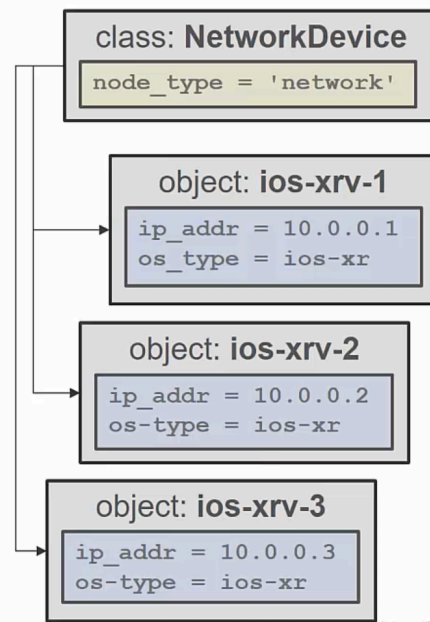 class: NetworkDevice
node_type = 'network'
object: ios-xrv-1
ip_addr = 10.0.0.1
os_type = ios-xr
object: ios-xrv-2
ip_addr = 10.0.0.2
os-type = ios-xr
object: ios-xrv-3
ip_addr = 10.0.0.3
os-type = ios-xr